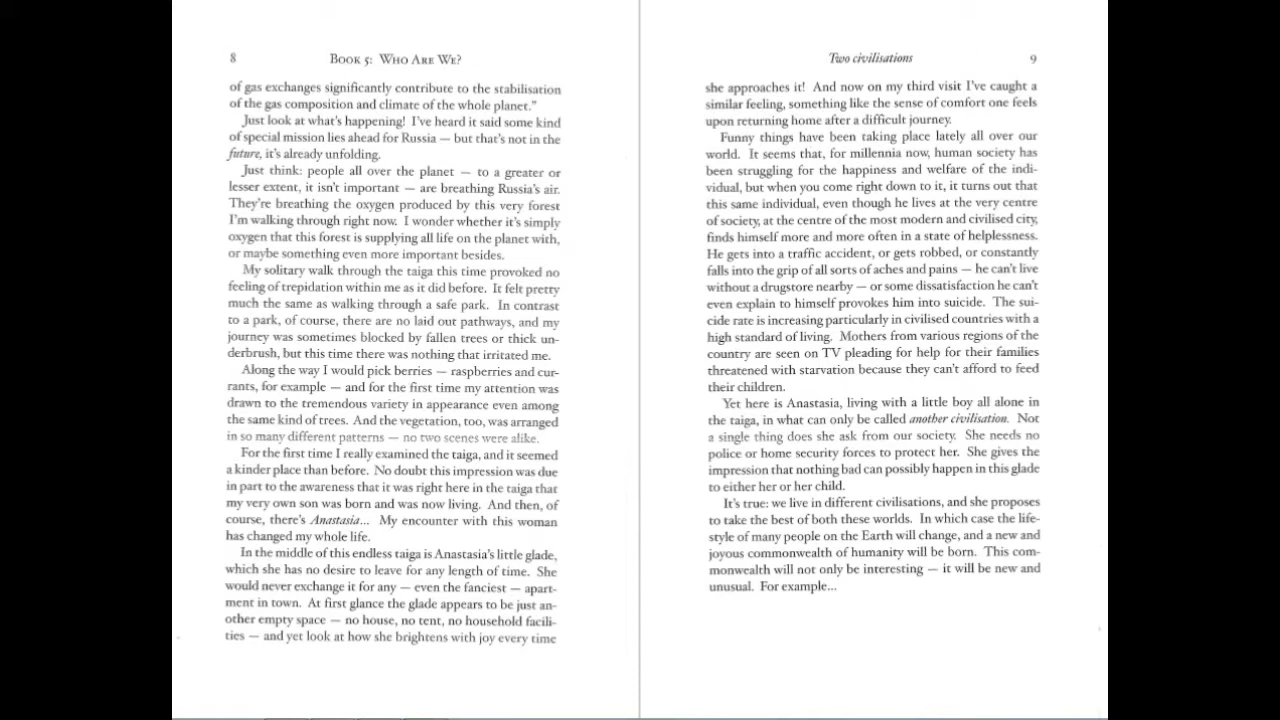 8
BOOK 5: WHO ARE WE?
of gas exchanges significantly contribute to the stabilisation
of the gas composition and climate of the whole planet."
Just look at what's happening! I've heard it said some kind
of special mission lies ahead for Russia — but that's not in the
future, it's already unfolding.
Just think: people all over the planet — to a greater or
lesser extent, it isn't important — are breathing Russia's air.
They're breathing the oxygen produced by this very forest
I'm walking through right now. I wonder whether it's simply
oxygen that this forest is supplying all life on the planet with,
or maybe something even more important besides.
My solitary walk through the taiga this time provoked no
feeling of trepidation within me as it did before. It felt pretty
much the same as walking through a safe park. In contrast
to a park, of course, there are no laid out pathways, and my
journey was sometimes blocked by fallen trees or thick un-
derbrush, but this time there was nothing that irritated me.
Along the way I would pick berries — raspberries and cur-
rants, for example — and for the first time my attention was
drawn to the tremendous variety in appearance even among
the same kind of trees. And the vegetation, too, was arranged
in so many different patterns — no two scenes were alike.
For the first time I really examined the taiga, and it seemed
a kinder place than before. No doubt this impression was due
in part to the awareness that it was right here in the taiga that
my very own son was born and was now living. And then, of
course, there's Anastasia... My encounter with this woman
has changed my whole life.
In the middle of this endless taiga is Anastasia's little glade,
which she has no desire to leave for any length of time. She
would never exchange it for any — even the fanciest — apart-
ment in town. At first glance the glade appears to be just an-
other empty space — no house, no tent, no household facili-
ties — and yet look at how she brightens with joy every time
Two civilisations
9
she approaches it! And now on my third visit I've caught a
similar feeling, something like the sense of comfort one feels
upon returning home after a difficult journey.
Funny things have been taking place lately all over our
world. It seems that, for millennia now, human society has
been struggling for the happiness and welfare of the indi-
vidual, but when you come right down to it, it turns out that
this same individual, even though he lives at the very centre
of society, at the centre of the most modern and civilised city,
finds himself more and more often in a state of helplessness.
He gets into a traffic accident, or gets robbed, or constantly
falls into the grip of all sorts of aches and pains — he can't live
without a drugstore nearby — or some dissatisfaction he can't
even explain to himself provokes him into suicide. The sui-
cide rate is increasing particularly in civilised countries with a
high standard of living. Mothers from various regions of the
country are seen on TV pleading for help for their families
threatened with starvation because they can't afford to feed
their children.
Yet here is Anastasia, living with a little boy all alone in
the taiga, in what can only be called another civilisation. Not
a single thing does she ask from our society. She needs no
police or home security forces to protect her. She gives the
impression that nothing bad can possibly happen in this glade
to either her or her child.
It's true: we live in different civilisations, and she proposes
to take the best of both these worlds. In which case the life-
style of many people on the Earth will change, and a new and
joyous commonwealth of humanity will be born. This com-
monwealth will not only be interesting — it will be new and
unusual. For example...